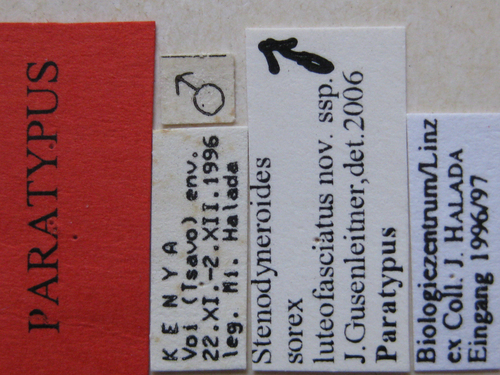 PARATYPUS
♂
KENYA
Voi (Tsavo) env.
22.XI.-2.XII.1996
leg. Mi. Halada
Stenodyneroides
sorex
luteofasciatus nov. ssp.
J.Gusenleitner,det.2006
Paratypus
Biologiezentrum/Linz
ex Coll. J. HALADA
Eingang 1996/97